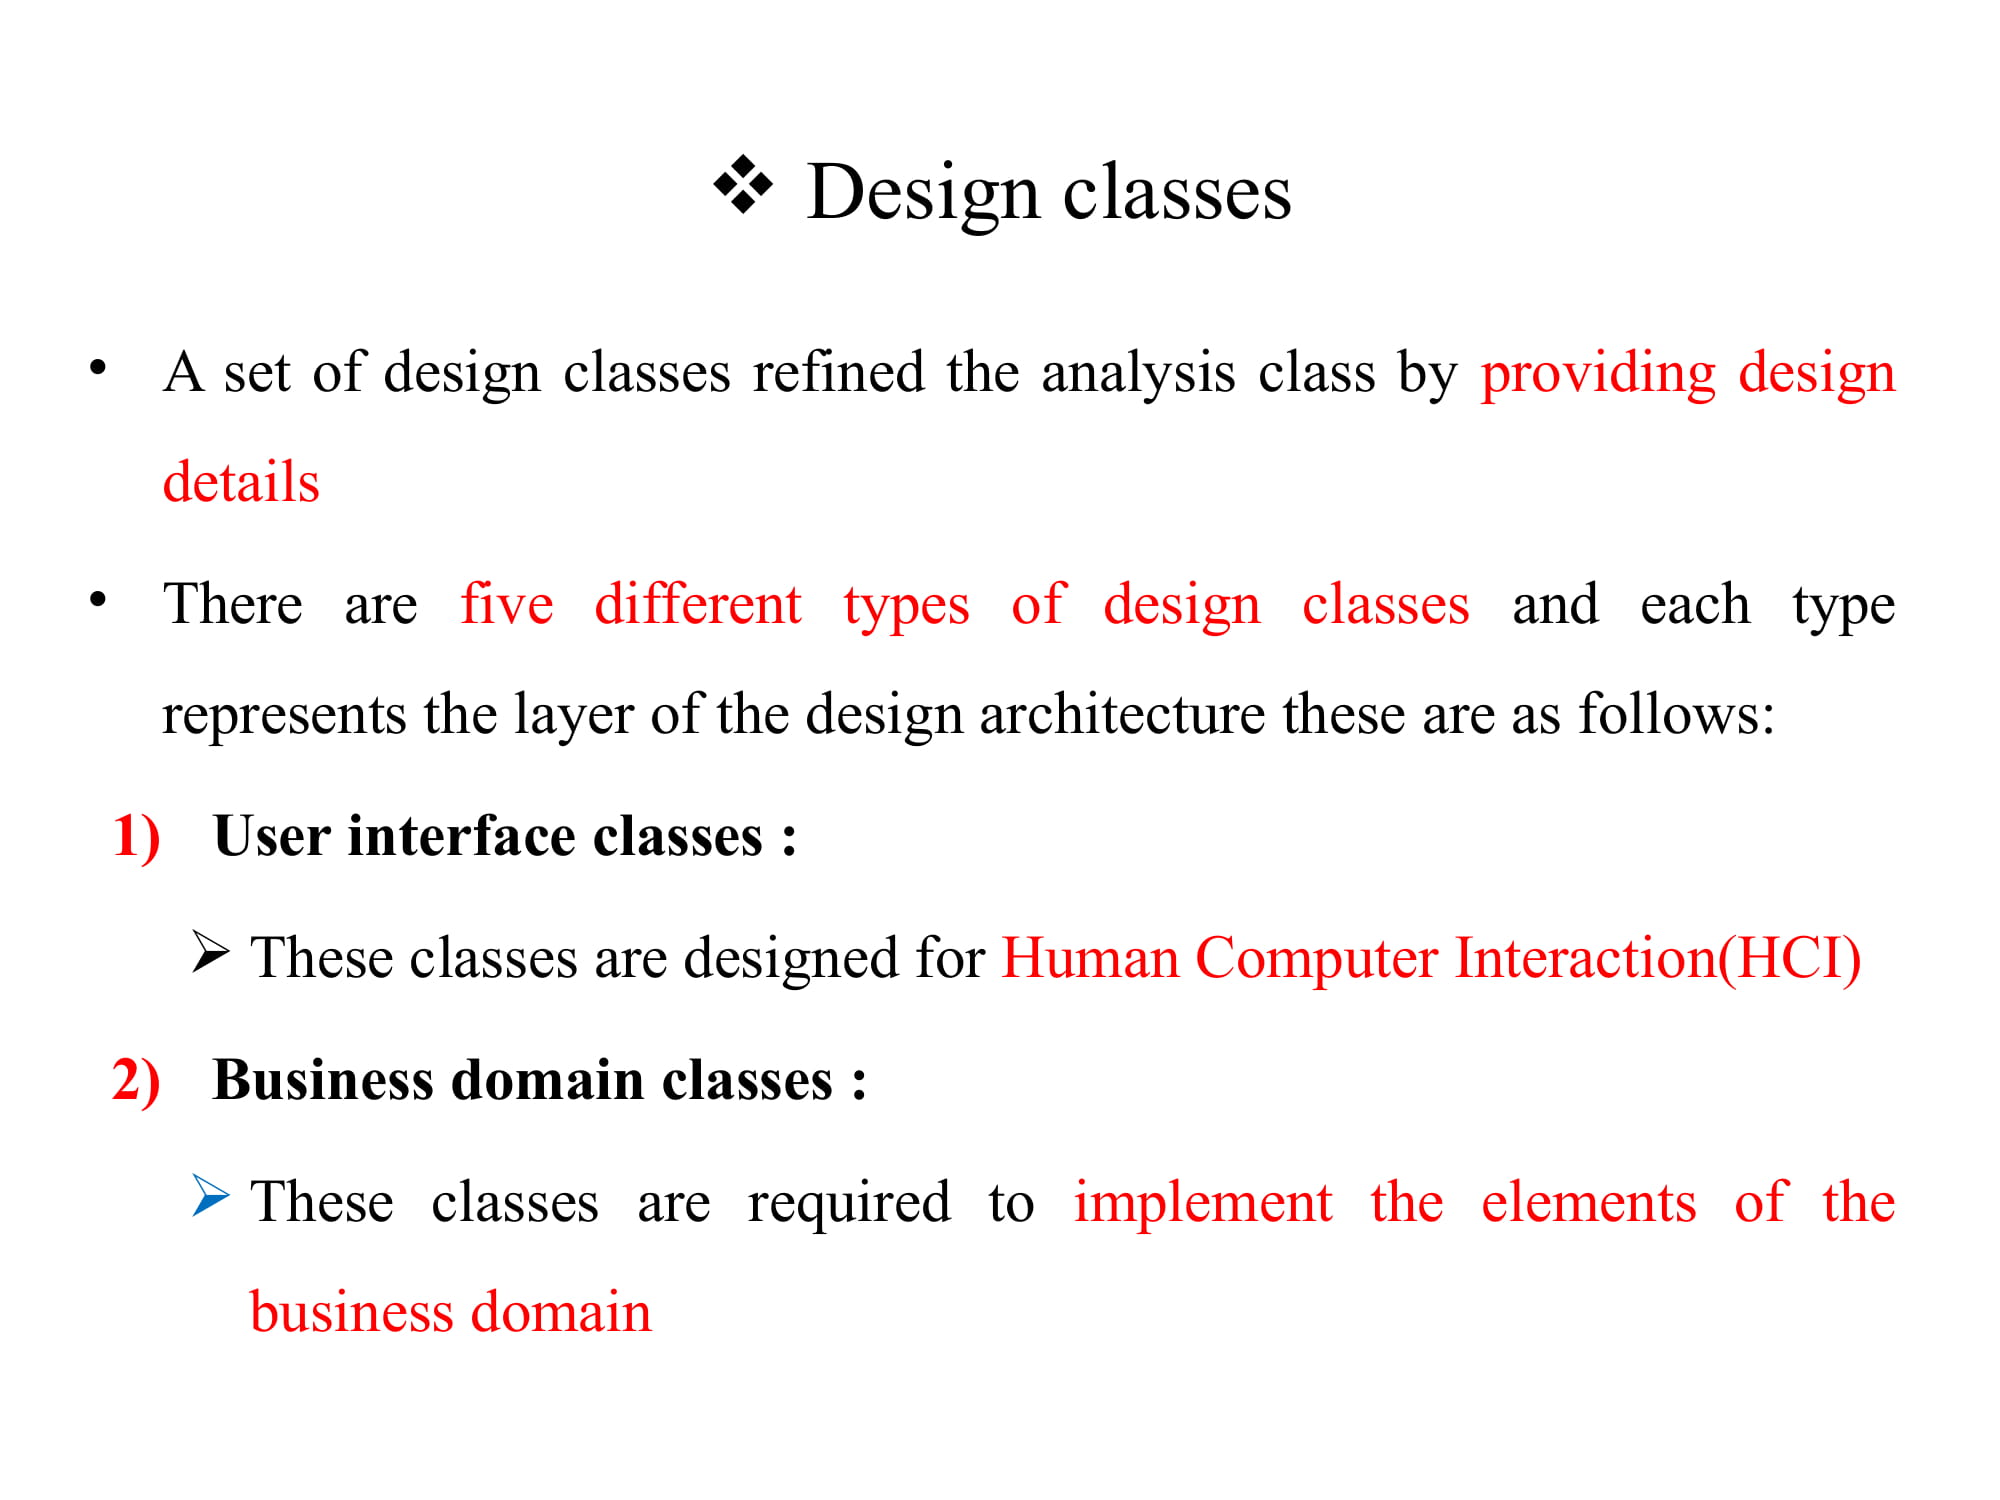 ❖ Design classes
• A set of design classes refined the analysis class by providing design
details
• There are five different types of design classes and each type
represents the layer of the design architecture these are as follows:
1) User interface classes :
➢ These classes are designed for Human Computer Interaction(HCI)
2) Business domain classes :
➢ These classes are required to implement the elements of the
business domain